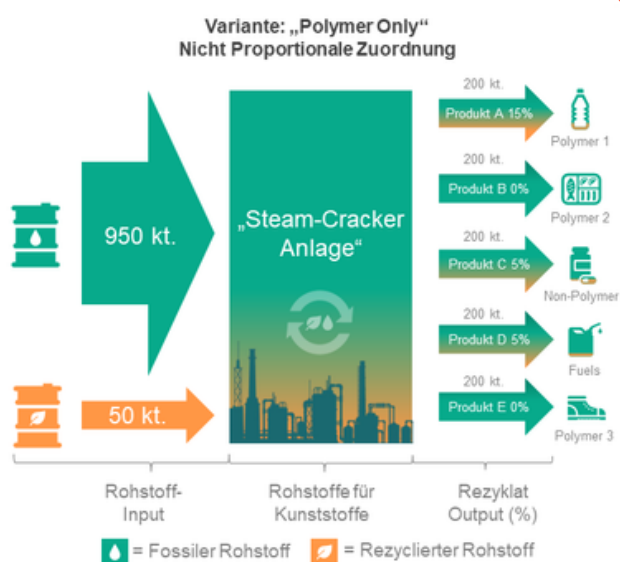 Variante: „Polymer Only“
Nicht Proportionale Zuordnung
200 kt.
Produkt A 15%
Polymer 1
200 kt.
Produkt B 0%
Polymer 2
950 kt.
„Steam-Cracker
Anlage“
200 kt.
Produkt C 5%
Non-Polymer
200 kt.
Produkt D 5%
Fuels
50 kt.
200 kt.
Produkt E 0%
Polymer 3
Rohstoff-
Input
Rohstoffe für
Kunststoffe
Rezyklat
Output (%)
= Fossiler Rohstoff
= Rezyclierter Rohstoff